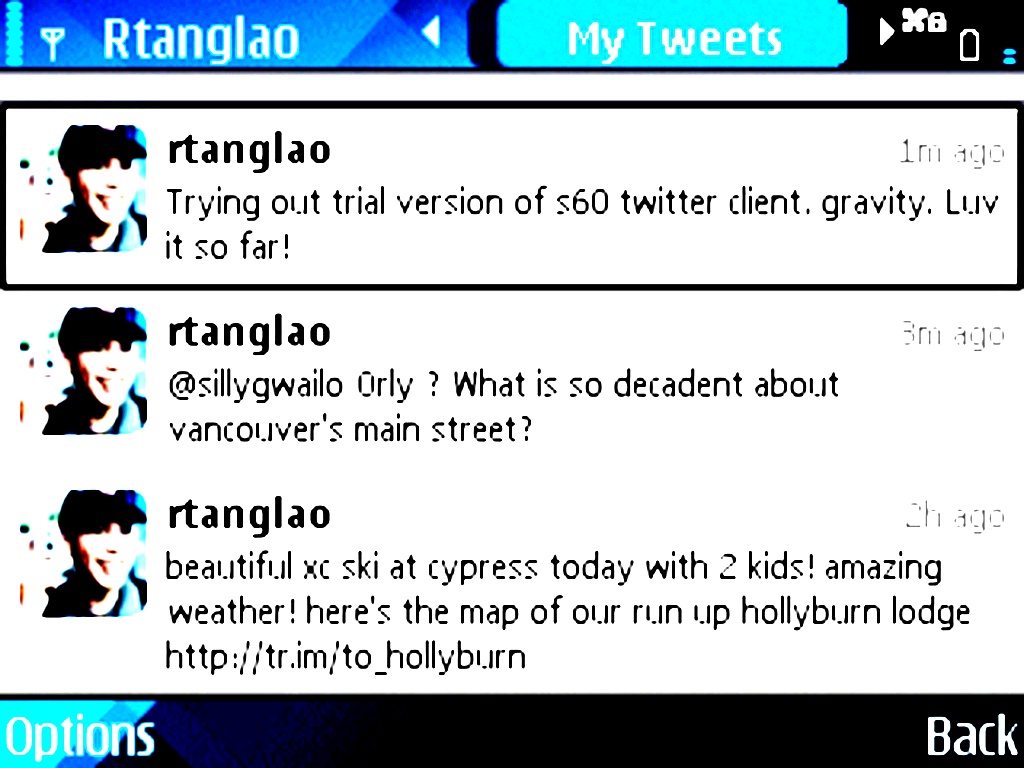 Rtanglao
My Tweets
rtanglao
1m ago
Trying out trial version of s60 twitter client. gravity. Luv
it so far!
rtanglao
3m ago
@sillygwailo Orly ? What is so decadent about
vancouver's main street?
rtanglao
2h ago
beautiful xc ski at cypress today with 2 kids! amazing
weather! here's the map of our run up hollyburn lodge
http://tr.im/to_hollyburn
Options
Back